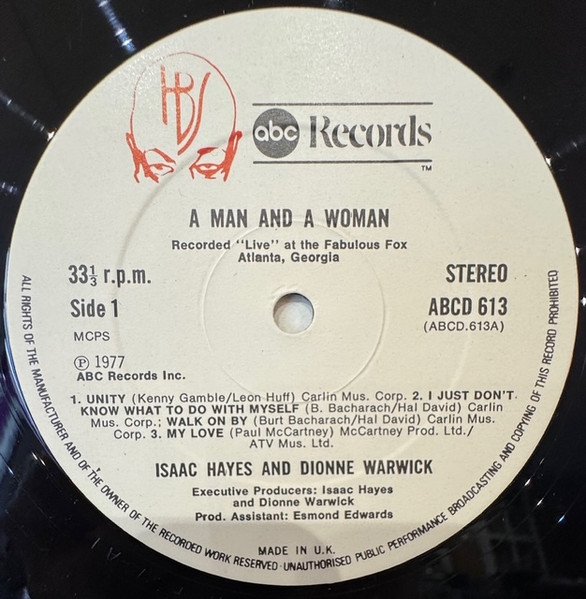 HBS
abc Records
TM
A MAN AND A WOMAN
Recorded "Live" at the Fabulous Fox
Atlanta, Georgia
33⅓ r.p.m.
STEREO
Side 1
ABCD 613
MCPS
(ABCD.613A)
Ⓟ 1977
ABC Records Inc.
1. UNITY (Kenny Gamble/Leon Huff) Carlin Mus. Corp. 2. I JUST DON'T
KNOW WHAT TO DO WITH MYSELF (B. Bacharach/Hal David) Carlin
Mus. Corp.; WALK ON BY (Burt Bacharach/Hal David) Carlin Mus.
Corp. 3. MY LOVE (Paul McCartney) McCartney Prod. Ltd./
ATV Mus. Ltd.
ISAAC HAYES AND DIONNE WARWICK
Executive Producers: Isaac Hayes
and Dionne Warwick
Prod. Assistant: Esmond Edwards
MADE IN U.K.
ALL RIGHTS OF THE MANUFACTURER AND OF THE OWNER OF THE RECORDED WORK RESERVED · UNAUTHORISED PUBLIC PERFORMANCE BROADCASTING AND COPYING OF THIS RECORD PROHIBITED